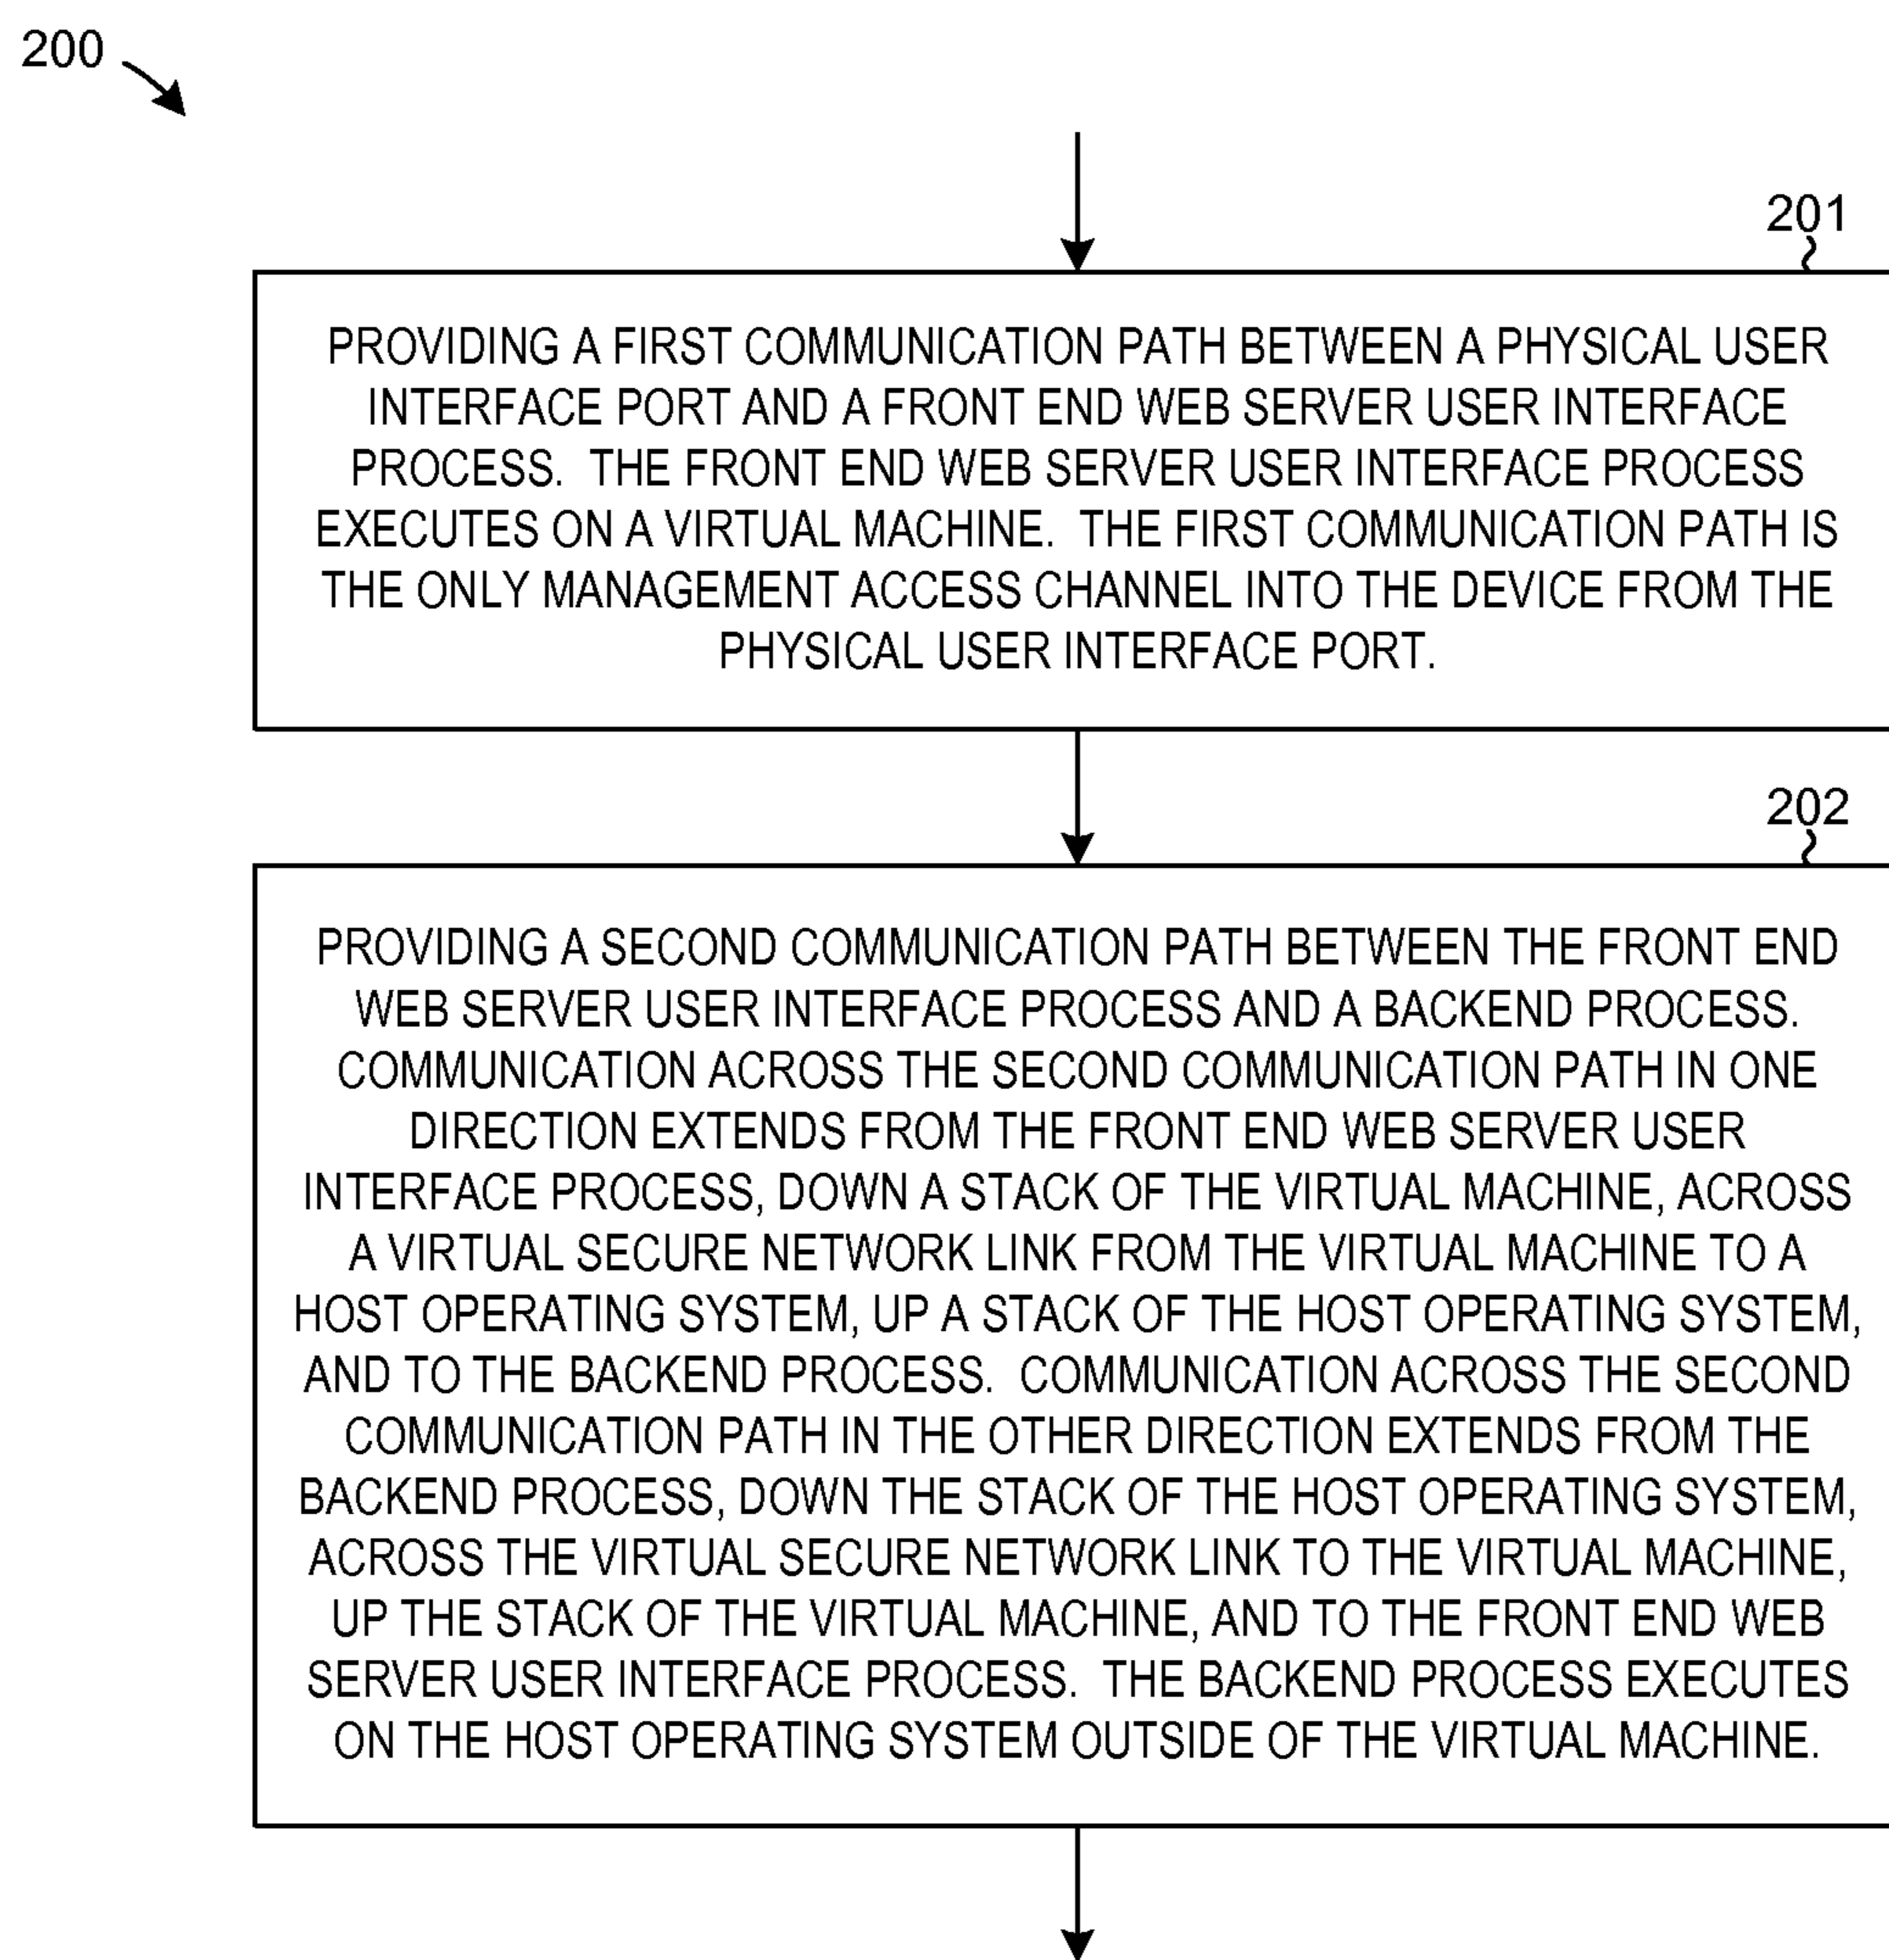 200
201
PROVIDING A FIRST COMMUNICATION PATH BETWEEN A PHYSICAL USER
INTERFACE PORT AND A FRONT END WEB SERVER USER INTERFACE
PROCESS.  THE FRONT END WEB SERVER USER INTERFACE PROCESS
EXECUTES ON A VIRTUAL MACHINE.  THE FIRST COMMUNICATION PATH IS
THE ONLY MANAGEMENT ACCESS CHANNEL INTO THE DEVICE FROM THE
PHYSICAL USER INTERFACE PORT.
202
PROVIDING A SECOND COMMUNICATION PATH BETWEEN THE FRONT END
WEB SERVER USER INTERFACE PROCESS AND A BACKEND PROCESS.
COMMUNICATION ACROSS THE SECOND COMMUNICATION PATH IN ONE
DIRECTION EXTENDS FROM THE FRONT END WEB SERVER USER
INTERFACE PROCESS, DOWN A STACK OF THE VIRTUAL MACHINE, ACROSS
A VIRTUAL SECURE NETWORK LINK FROM THE VIRTUAL MACHINE TO A
HOST OPERATING SYSTEM, UP A STACK OF THE HOST OPERATING SYSTEM,
AND TO THE BACKEND PROCESS.  COMMUNICATION ACROSS THE SECOND
COMMUNICATION PATH IN THE OTHER DIRECTION EXTENDS FROM THE
BACKEND PROCESS, DOWN THE STACK OF THE HOST OPERATING SYSTEM,
ACROSS THE VIRTUAL SECURE NETWORK LINK TO THE VIRTUAL MACHINE,
UP THE STACK OF THE VIRTUAL MACHINE, AND TO THE FRONT END WEB
SERVER USER INTERFACE PROCESS.  THE BACKEND PROCESS EXECUTES
ON THE HOST OPERATING SYSTEM OUTSIDE OF THE VIRTUAL MACHINE.